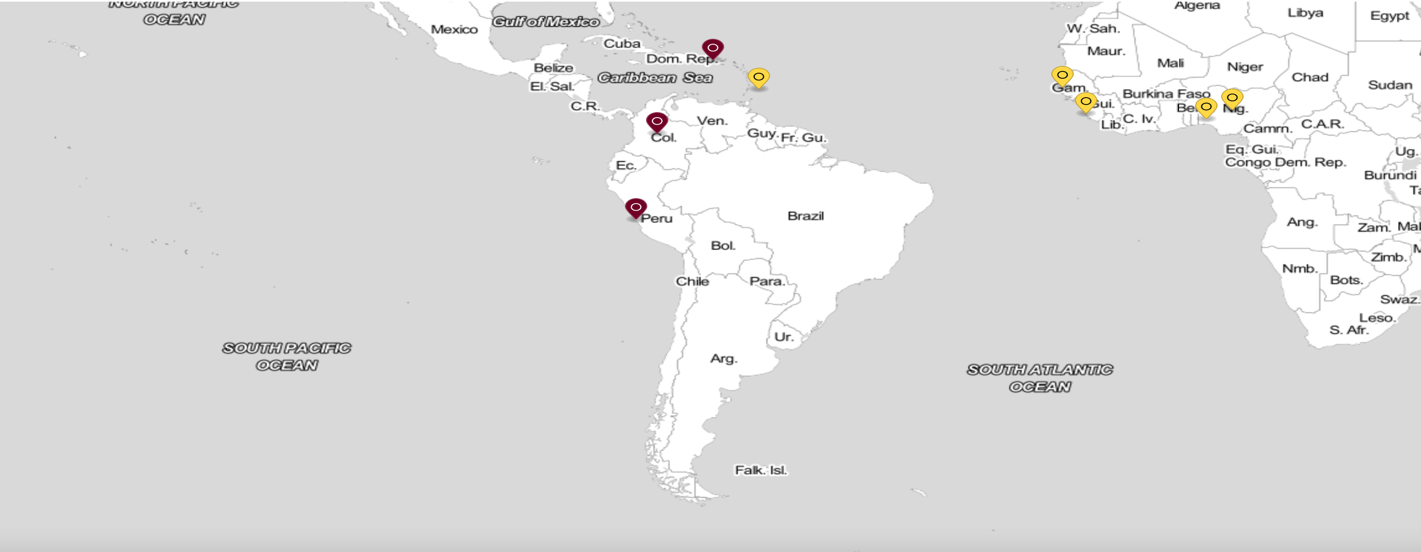 NORTH PACIFIC
OCEAN
Gulf of Mexico
Mexico
Cuba
Dom. Rep.
Belize
Caribbean Sea
El. Sal.
C.R.
Ven.
Col.
Guy.
Fr. Gu.
Ec.
Peru
Brazil
Bol.
Chile
Para.
Ur.
Arg.
Falk. Isl.
SOUTH PACIFIC
OCEAN
SOUTH ATLANTIC
OCEAN
Algeria
Libya
Egypt
W. Sah.
Maur.
Mali
Niger
Chad
Sudan
Gam.
Burkina Faso
Gui.
Be
Nig.
Lib.
C. Iv.
Camm.
C.A.R.
Eq. Gui.
Ug.
Congo Dem. Rep.
Burundi
Ang.
Zam.
Mal
Zimb.
Nmb.
Bots.
Swaz.
Leso.
S. Afr.